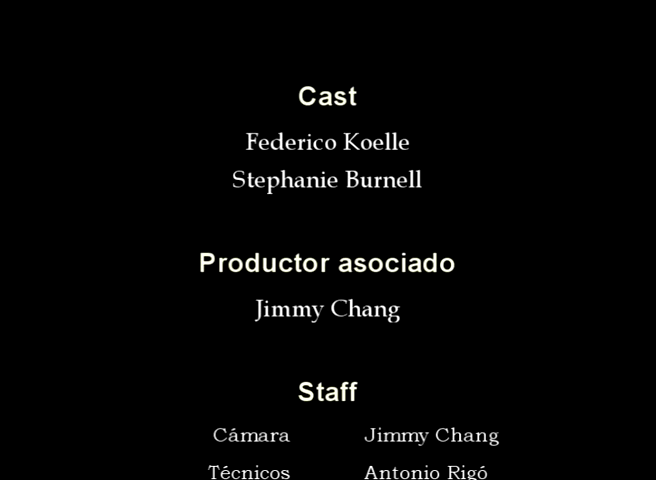 Cast
Federico Koelle
Stephanie Burnell
Productor asociado
Jimmy Chang
Staff
Cámara Jimmy Chang
Técnicos Antonio Rigó